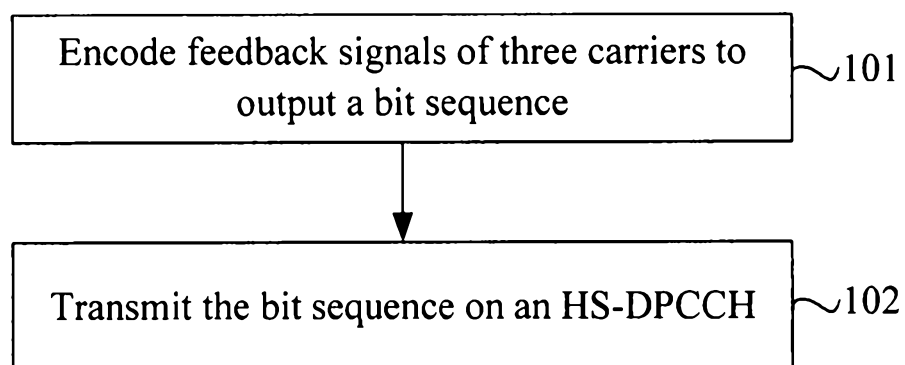 Encode feedback signals of three carriers to
output a bit sequence
101
Transmit the bit sequence on an HS-DPCCH
102